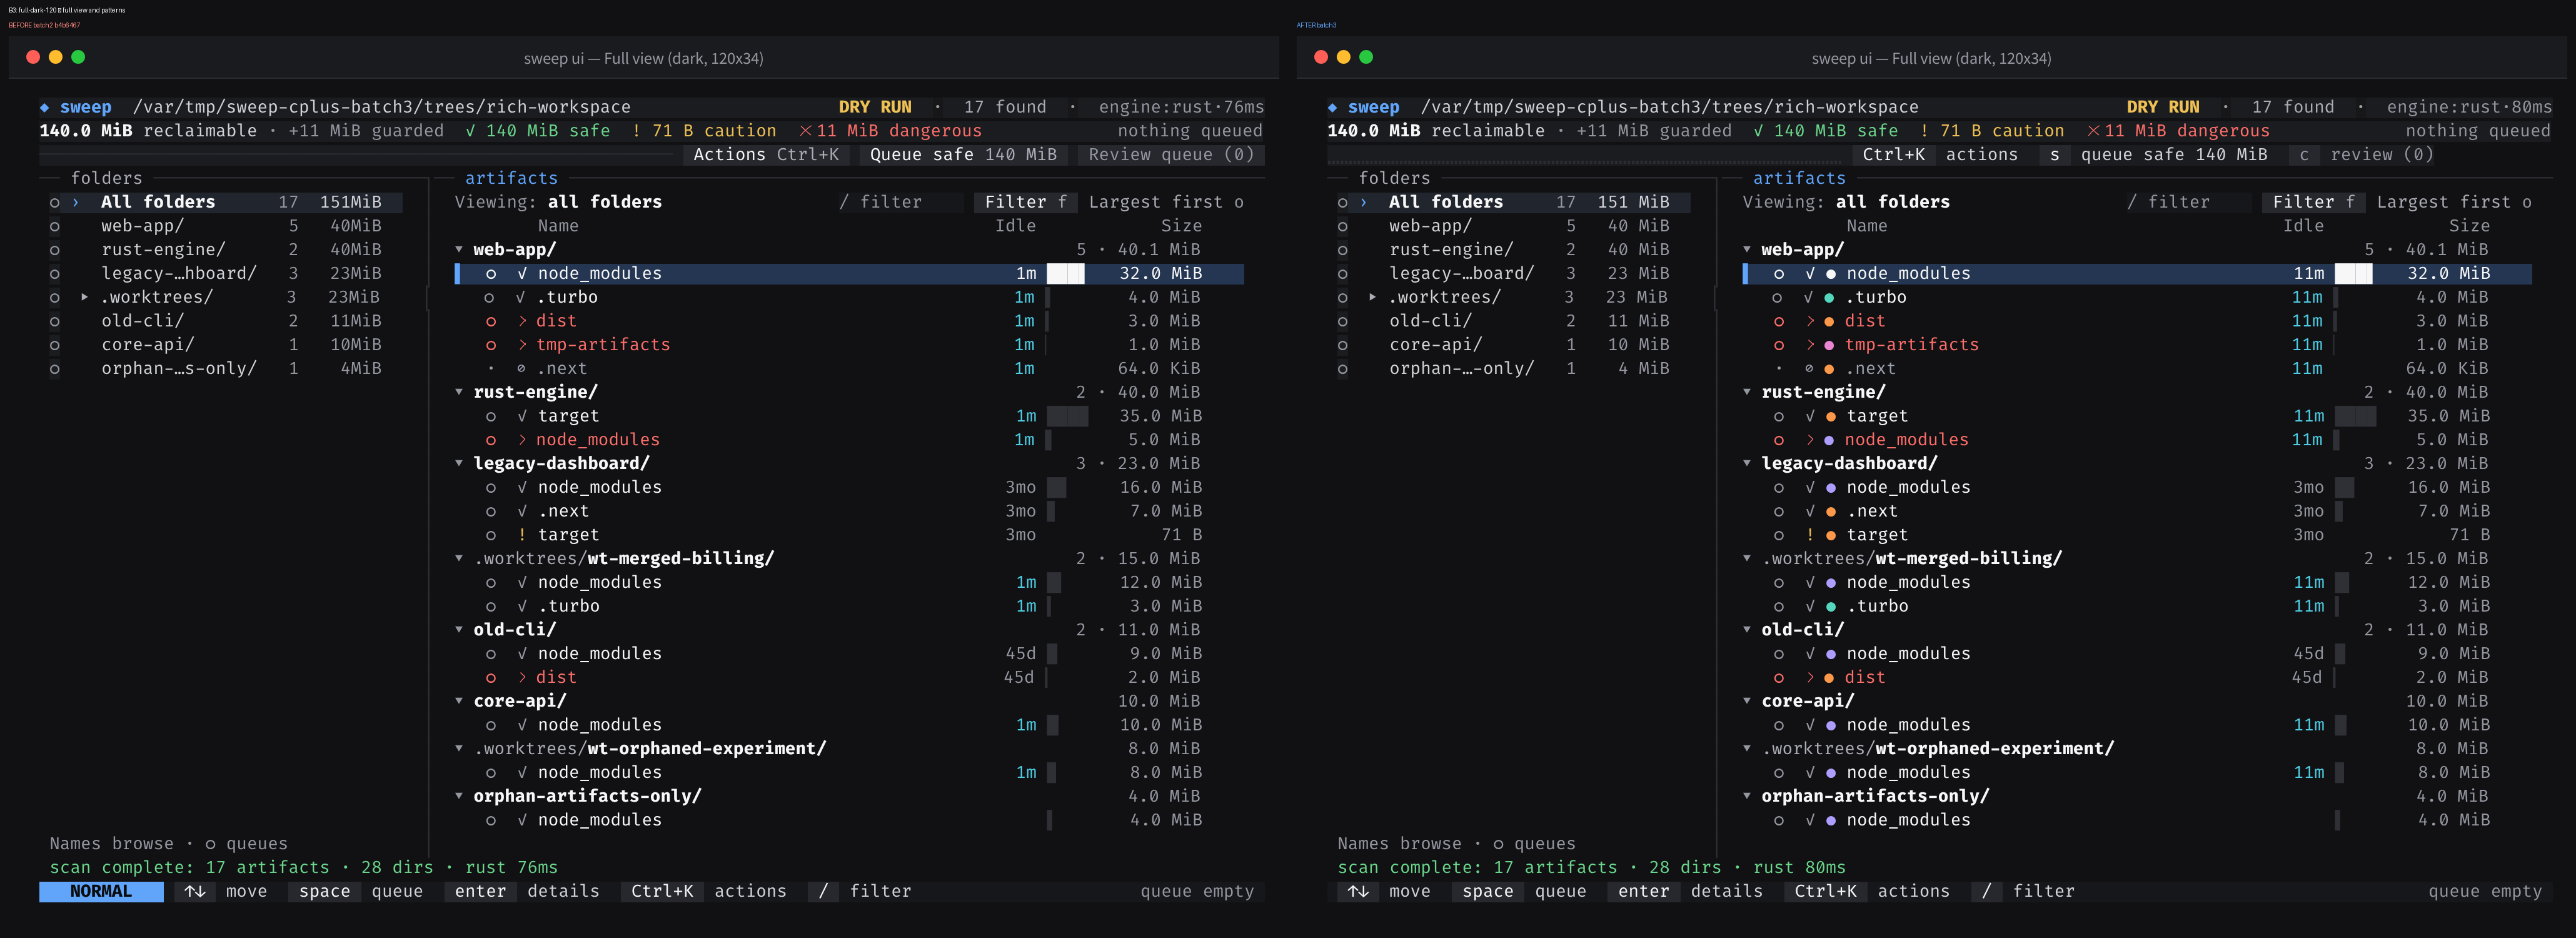 B3: full-dark-120 full view and patterns
BEFORE batch2 b4b6467
sweep ui — Full view (dark, 120x34)
◆ sweep /var/tmp/sweep-cplus-batch3/trees/rich-workspace DRY RUN · 17 found · engine:rust·76ms
140.0 MiB reclaimable · +11 MiB guarded √ 140 MiB safe ! 71 B caution ×11 MiB dangerous nothing queued
Actions Ctrl+K Queue safe 140 MiB Review queue (0)
folders
○ › All folders 17 151MiB
○ web-app/ 5 40MiB
○ rust-engine/ 2 40MiB
○ legacy-…hboard/ 3 23MiB
○ ▸ .worktrees/ 3 23MiB
○ old-cli/ 2 11MiB
○ core-api/ 1 10MiB
○ orphan-…s-only/ 1 4MiB
artifacts
Viewing: all folders / filter Filter f Largest first o
Name Idle Size
▾ web-app/ 5 · 40.1 MiB
○ √ node_modules 1m 32.0 MiB
○ √ .turbo 1m 4.0 MiB
○ › dist 1m 3.0 MiB
○ › tmp-artifacts 1m 1.0 MiB
· ⊘ .next 1m 64.0 KiB
▾ rust-engine/ 2 · 40.0 MiB
○ √ target 1m 35.0 MiB
○ › node_modules 1m 5.0 MiB
▾ legacy-dashboard/ 3 · 23.0 MiB
○ √ node_modules 3mo 16.0 MiB
○ √ .next 3mo 7.0 MiB
○ ! target 3mo 71 B
▾ .worktrees/wt-merged-billing/ 2 · 15.0 MiB
○ √ node_modules 1m 12.0 MiB
○ √ .turbo 1m 3.0 MiB
▾ old-cli/ 2 · 11.0 MiB
○ √ node_modules 45d 9.0 MiB
○ › dist 45d 2.0 MiB
▾ core-api/ 10.0 MiB
○ √ node_modules 1m 10.0 MiB
▾ .worktrees/wt-orphaned-experiment/ 8.0 MiB
○ √ node_modules 1m 8.0 MiB
▾ orphan-artifacts-only/ 4.0 MiB
○ √ node_modules 4.0 MiB
Names browse · ○ queues
scan complete: 17 artifacts · 28 dirs · rust 76ms
NORMAL ↑↓ move space queue enter details Ctrl+K actions / filter queue empty
AFTER batch3
sweep ui — Full view (dark, 120x34)
◆ sweep /var/tmp/sweep-cplus-batch3/trees/rich-workspace DRY RUN · 17 found · engine:rust·80ms
140.0 MiB reclaimable · +11 MiB guarded √ 140 MiB safe ! 71 B caution ×11 MiB dangerous nothing queued
Ctrl+K actions s queue safe 140 MiB c review (0)
folders
○ › All folders 17 151 MiB
○ web-app/ 5 40 MiB
○ rust-engine/ 2 40 MiB
○ legacy-…board/ 3 23 MiB
○ ▸ .worktrees/ 3 23 MiB
○ old-cli/ 2 11 MiB
○ core-api/ 1 10 MiB
○ orphan-…-only/ 1 4 MiB
artifacts
Viewing: all folders / filter Filter f Largest first o
Name Idle Size
▾ web-app/ 5 · 40.1 MiB
○ √ ● node_modules 11m 32.0 MiB
○ √ ● .turbo 11m 4.0 MiB
○ › ● dist 11m 3.0 MiB
○ › ● tmp-artifacts 11m 1.0 MiB
· ⊘ ● .next 11m 64.0 KiB
▾ rust-engine/ 2 · 40.0 MiB
○ √ ● target 11m 35.0 MiB
○ › ● node_modules 11m 5.0 MiB
▾ legacy-dashboard/ 3 · 23.0 MiB
○ √ ● node_modules 3mo 16.0 MiB
○ √ ● .next 3mo 7.0 MiB
○ ! ● target 3mo 71 B
▾ .worktrees/wt-merged-billing/ 2 · 15.0 MiB
○ √ ● node_modules 11m 12.0 MiB
○ √ ● .turbo 11m 3.0 MiB
▾ old-cli/ 2 · 11.0 MiB
○ √ ● node_modules 45d 9.0 MiB
○ › ● dist 45d 2.0 MiB
▾ core-api/ 10.0 MiB
○ √ ● node_modules 11m 10.0 MiB
▾ .worktrees/wt-orphaned-experiment/ 8.0 MiB
○ √ ● node_modules 11m 8.0 MiB
▾ orphan-artifacts-only/ 4.0 MiB
○ √ ● node_modules 4.0 MiB
Names browse · ○ queues
scan complete: 17 artifacts · 28 dirs · rust 80ms
↑↓ move space queue enter details Ctrl+K actions / filter queue empty